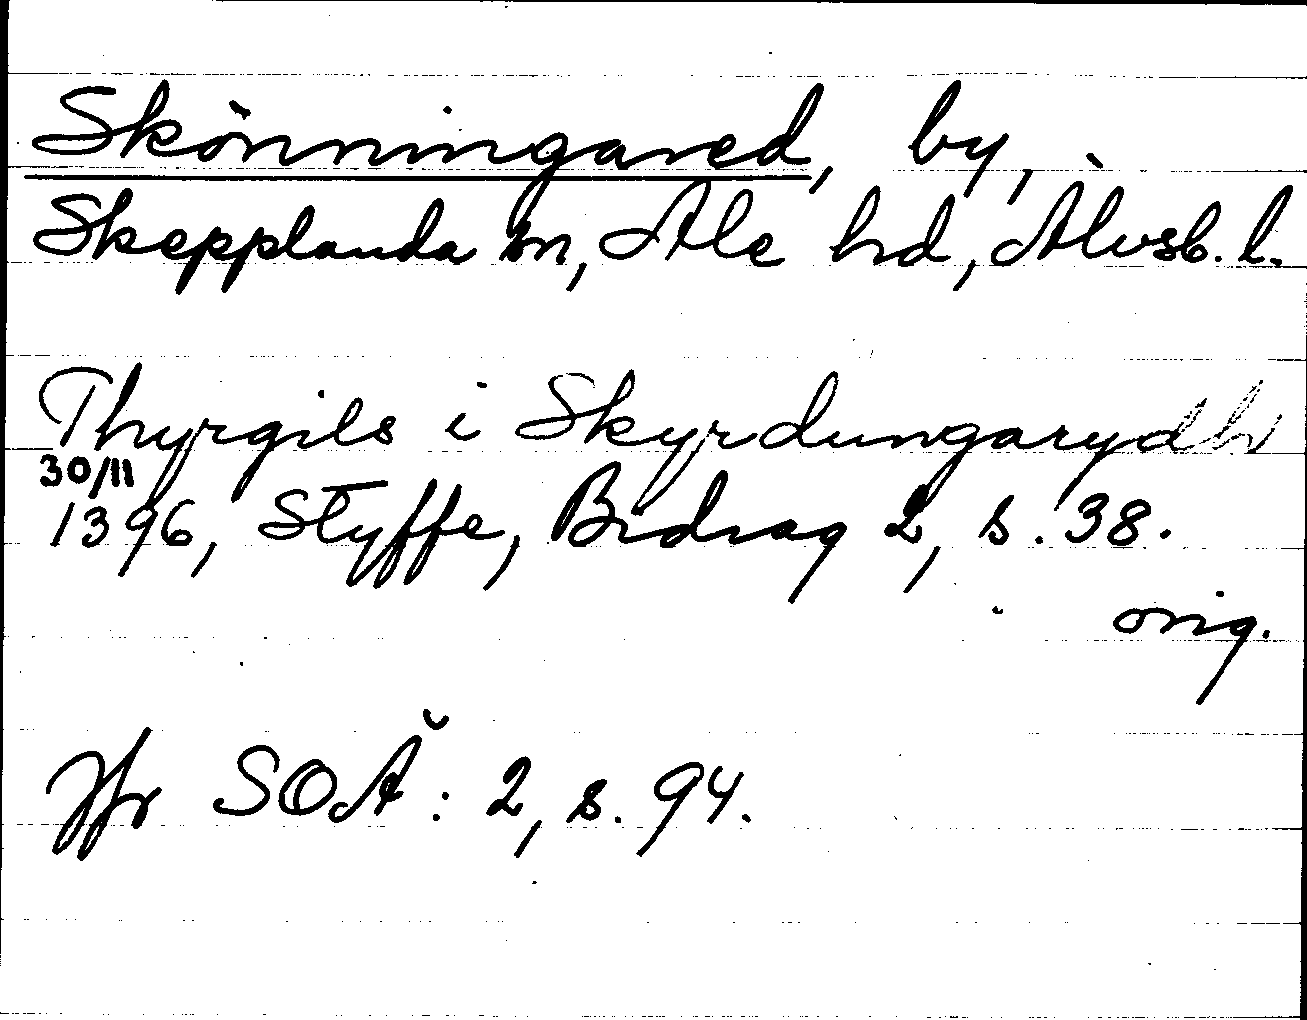 Skönningared, by,
Skepplanda sn, Ale hd, Älvsb. l.
Thyrgils i Skyrdungarydh
30/11
1396, Styffe, Bidrag 2, s. 38.
orig.
Jfr SOÄ: 2, s. 94.